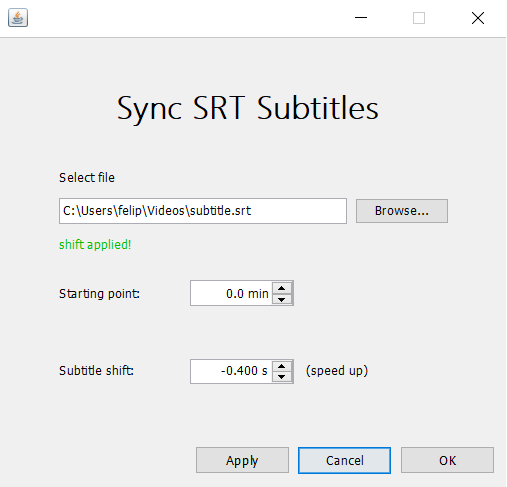 Sync SRT Subtitles
Select file
C:\Users\felip\Videos\subtitle.srt
Browse...
shift applied!
Starting point:
0.0 min
Subtitle shift:
-0.400 s
(speed up)
Apply
Cancel
OK